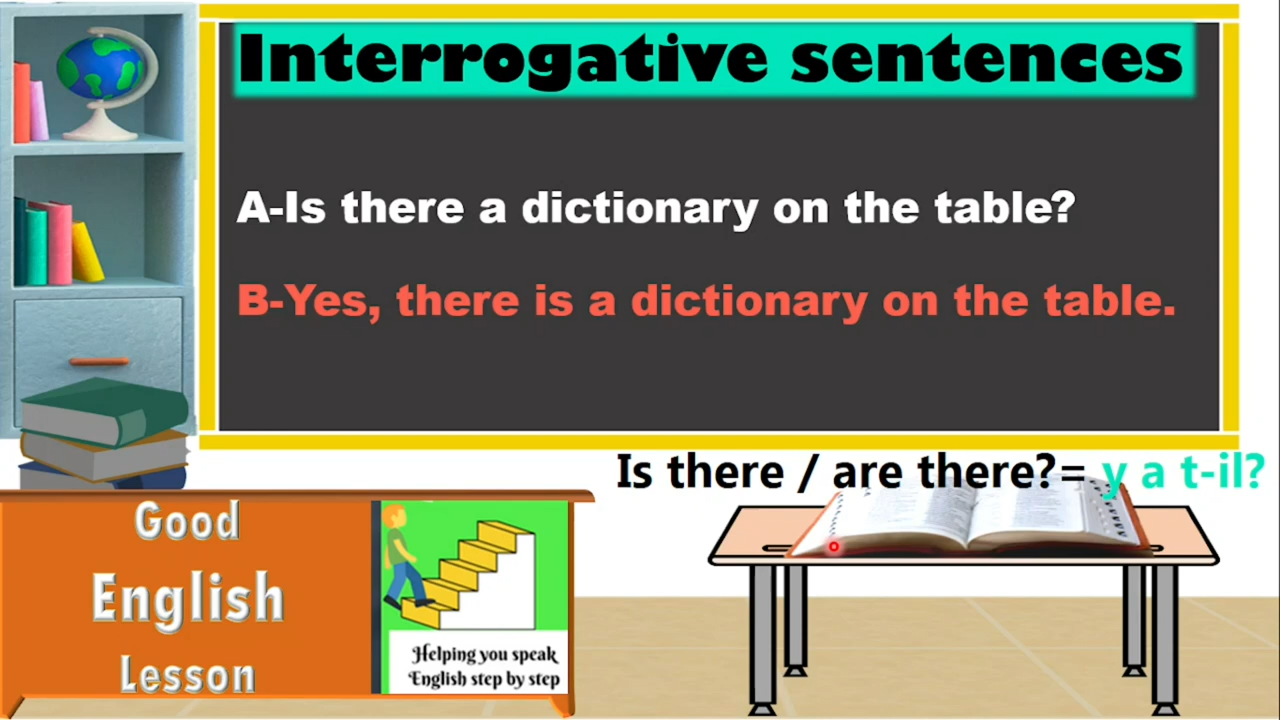 Interrogative sentences
A-Is there a dictionary on the table?
B-Yes, there is a dictionary on the table.
Is there / are there?= y a t-il?
Good
English
Lesson
Helping you speak
English step by step